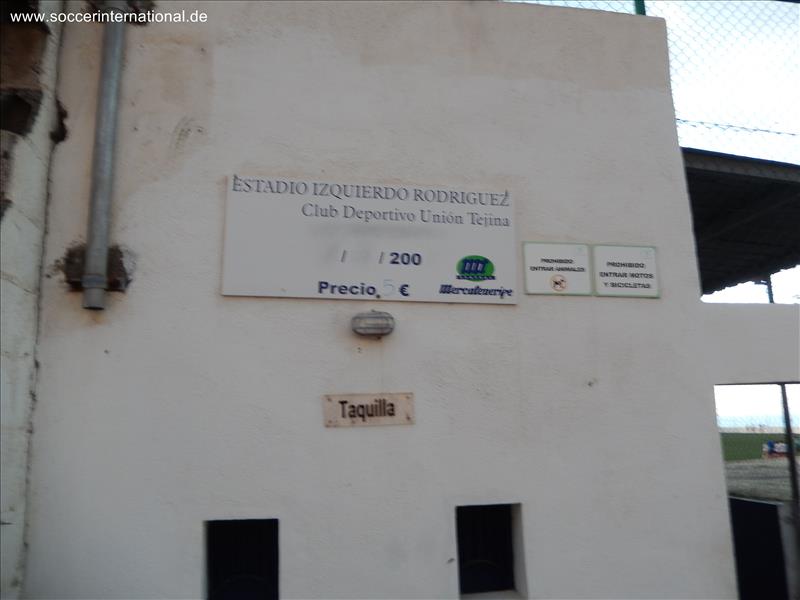 www.soccerinternational.de
ESTADIO IZQUIERDO RODRIGUEZ
Club Deportivo Unión Tejina
/ / 200
Precio 5 €
Mercatenerife
PROHIBIDO
ENTRAR ANIMALES
PROHIBIDO
ENTRAR MOTOS
Y BICICLETAS
Taquilla